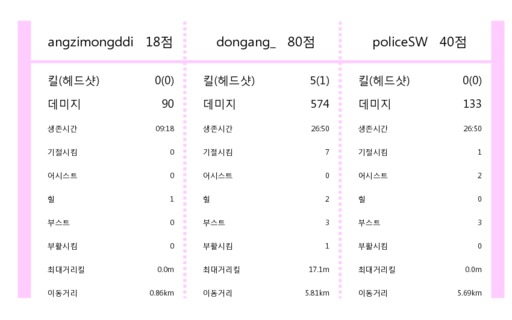 angzimongddi 18점 dongang_ 80점 policeSW 40점
킬(헤드샷) 0(0) 킬(헤드샷) 5(1) 킬(헤드샷) 0(0)
데미지 90 데미지 574 데미지 133
생존시간 09:18 생존시간 26:50 생존시간 26:50
기절시킴 0 기절시킴 7 기절시킴 1
어시스트 0 어시스트 0 어시스트 2
힐 1 힐 2 힐 0
부스트 0 부스트 3 부스트 3
부활시킴 0 부활시킴 1 부활시킴 0
최대거리킬 0.0m 최대거리킬 17.1m 최대거리킬 0.0m
이동거리 0.86km 이동거리 5.81km 이동거리 5.69km